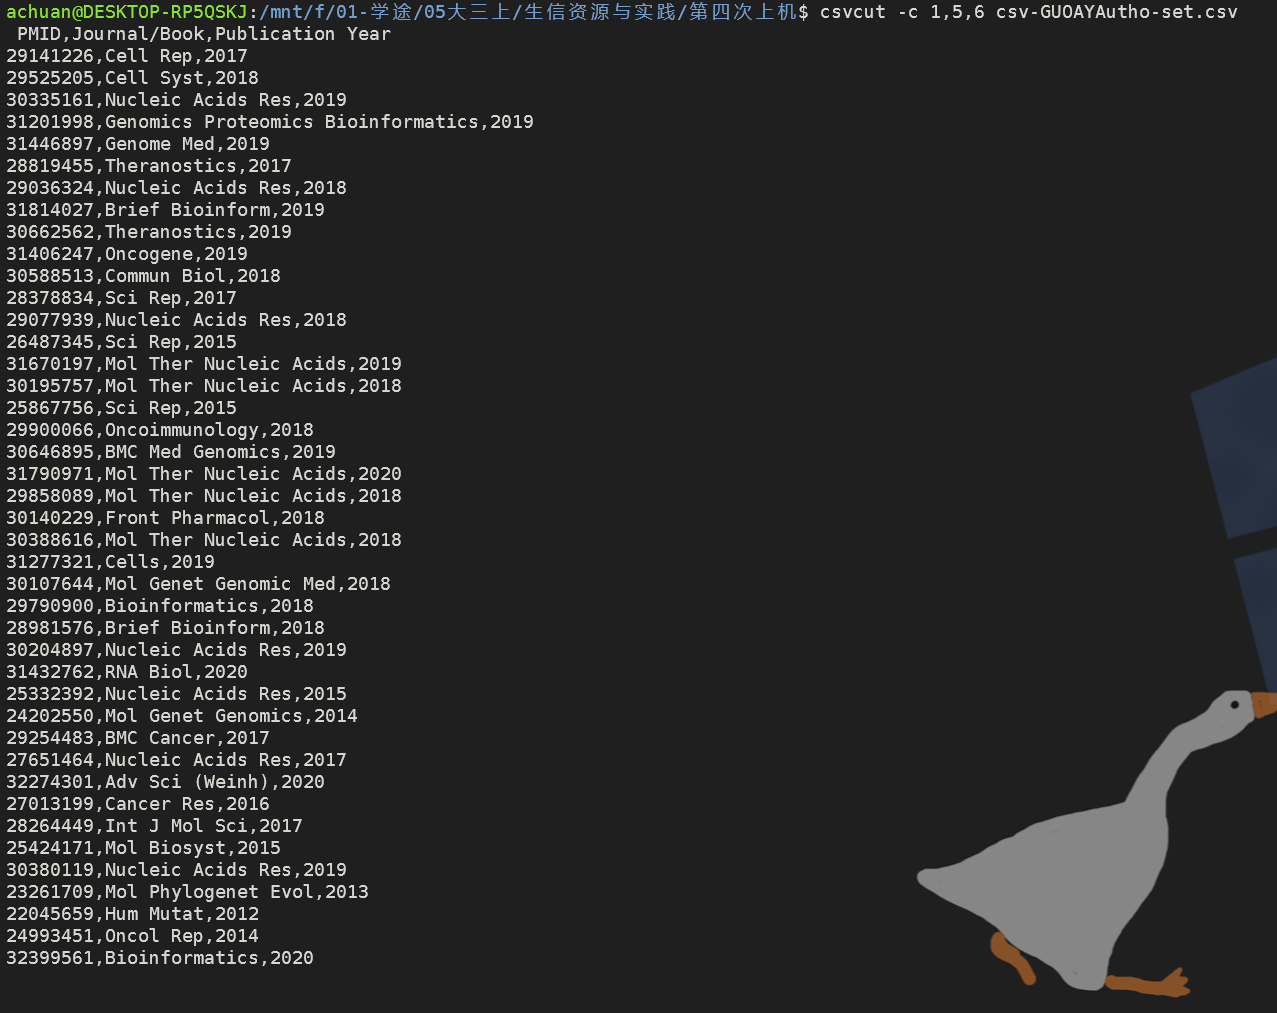 achuan@DESKTOP-RP5QSKJ:/mnt/f/01-学途/05大三上/生信资源与实践/第四次上机$ csvcut -c 1,5,6 csv-GUOAYAutho-set.csv
PMID,Journal/Book,Publication Year
29141226,Cell Rep,2017
29525205,Cell Syst,2018
30335161,Nucleic Acids Res,2019
31201998,Genomics Proteomics Bioinformatics,2019
31446897,Genome Med,2019
28819455,Theranostics,2017
29036324,Nucleic Acids Res,2018
31814027,Brief Bioinform,2019
30662562,Theranostics,2019
31406247,Oncogene,2019
30588513,Commun Biol,2018
28378834,Sci Rep,2017
29077939,Nucleic Acids Res,2018
26487345,Sci Rep,2015
31670197,Mol Ther Nucleic Acids,2019
30195757,Mol Ther Nucleic Acids,2018
25867756,Sci Rep,2015
29900066,Oncoimmunology,2018
30646895,BMC Med Genomics,2019
31790971,Mol Ther Nucleic Acids,2020
29858089,Mol Ther Nucleic Acids,2018
30140229,Front Pharmacol,2018
30388616,Mol Ther Nucleic Acids,2018
31277321,Cells,2019
30107644,Mol Genet Genomic Med,2018
29790900,Bioinformatics,2018
28981576,Brief Bioinform,2018
30204897,Nucleic Acids Res,2019
31432762,RNA Biol,2020
25332392,Nucleic Acids Res,2015
24202550,Mol Genet Genomics,2014
29254483,BMC Cancer,2017
27651464,Nucleic Acids Res,2017
32274301,Adv Sci (Weinh),2020
27013199,Cancer Res,2016
28264449,Int J Mol Sci,2017
25424171,Mol Biosyst,2015
30380119,Nucleic Acids Res,2019
23261709,Mol Phylogenet Evol,2013
22045659,Hum Mutat,2012
24993451,Oncol Rep,2014
32399561,Bioinformatics,2020